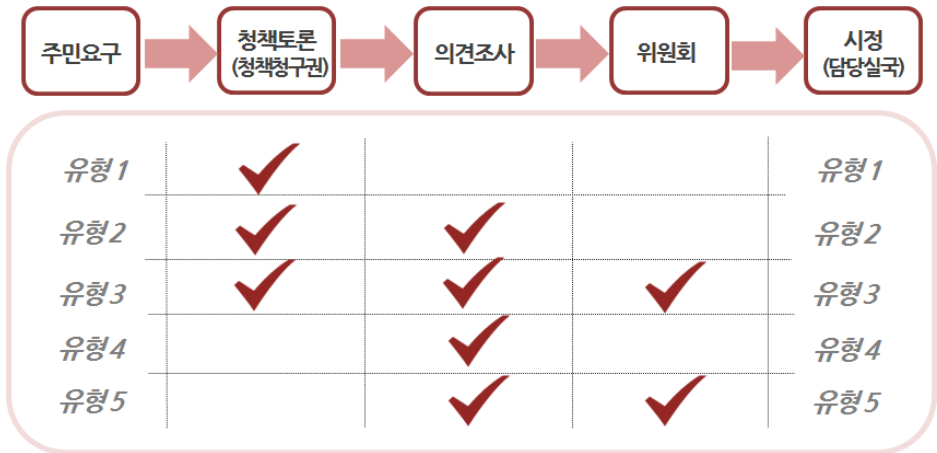 주민요구
청책토론
(청책청구권)
의견조사
위원회
시정
(담당실국)
유형1 유형1
유형2 유형2
유형3 유형3
유형4 유형4
유형5 유형5